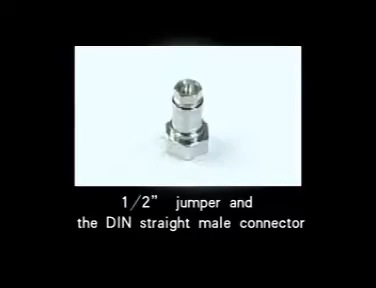 1/2” jumper and
the DIN straight male connector